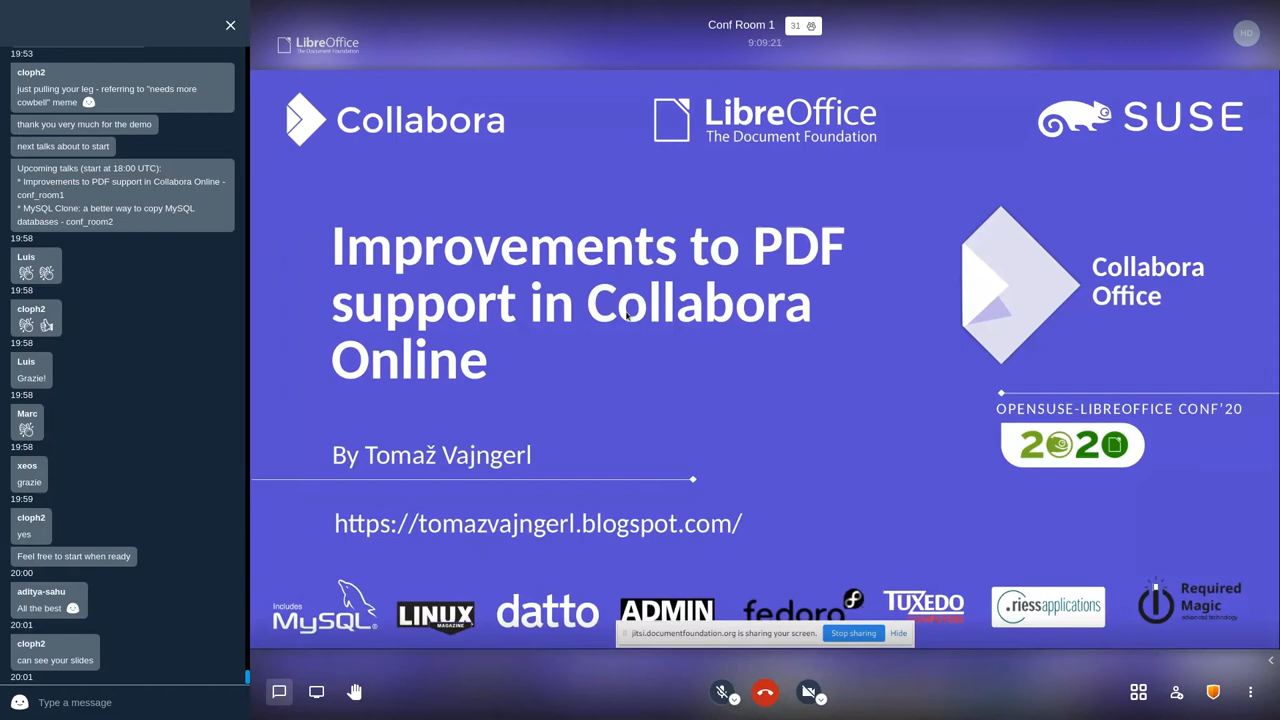 19:53
cloph2
just pulling your leg - referring to "needs more
cowbell" meme
thank you very much for the demo
next talks about to start
Upcoming talks (start at 18:00 UTC):
* Improvements to PDF support in Collabora Online -
conf_room1
* MySQL Clone: a better way to copy MySQL
databases - conf_room2
19:58
Luis
19:58
cloph2
19:58
Luis
Grazie!
19:58
Marc
19:58
xeos
grazie
19:59
cloph2
yes
Feel free to start when ready
20:00
aditya-sahu
All the best
20:01
cloph2
can see your slides
20:01
Type a message
LibreOffice
The Document Foundation
Conf Room 1
31
9:09:21
HD
Collabora
LibreOffice
The Document Foundation
SUSE
Improvements to PDF
support in Collabora
Online
Collabora
Office
OPENSUSE-LIBREOFFICE CONF'20
2020
By Tomaž Vajngerl
https://tomazvajngerl.blogspot.com/
Includes
MySQL
LINUX
MAGAZINE
datto
ADMIN
fedora
TUXEDO
.riessapplications
Required
Magic
advanced technology
jitsi.documentfoundation.org is sharing your screen.
Stop sharing
Hide